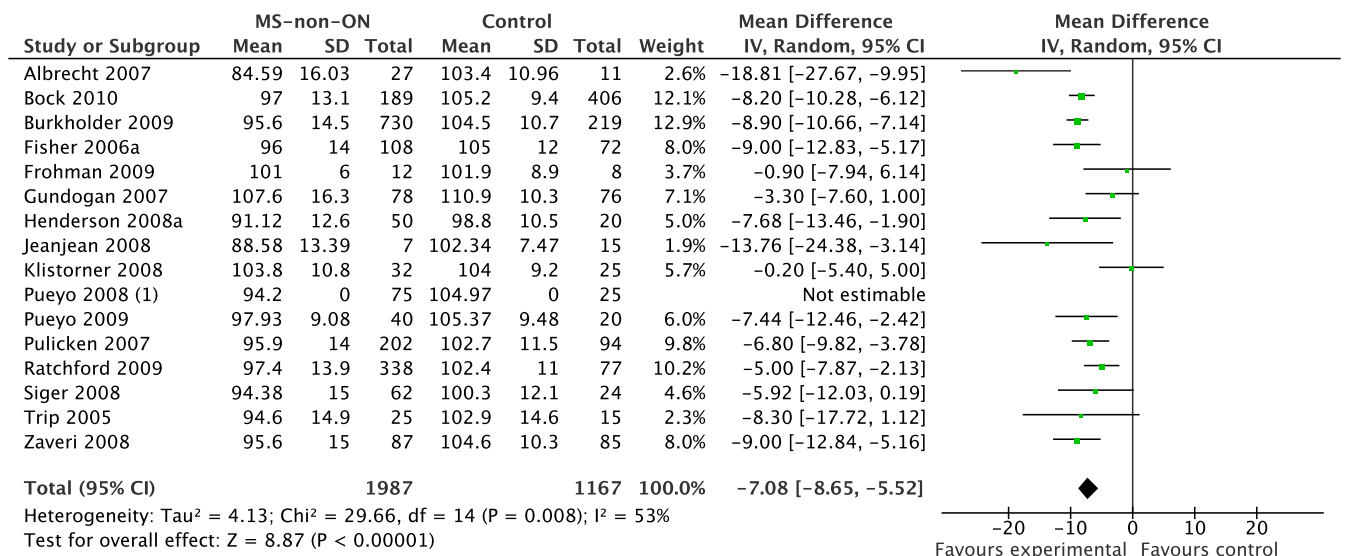 MS-non-ON Control Mean Difference Mean Difference
Study or Subgroup Mean SD Total Mean SD Total Weight IV, Random, 95% CI IV, Random, 95% CI
Albrecht 2007 84.59 16.03 27 103.4 10.96 11 2.6% -18.81 [-27.67, -9.95]
Bock 2010 97 13.1 189 105.2 9.4 406 12.1% -8.20 [-10.28, -6.12]
Burkholder 2009 95.6 14.5 730 104.5 10.7 219 12.9% -8.90 [-10.66, -7.14]
Fisher 2006a 96 14 108 105 12 72 8.0% -9.00 [-12.83, -5.17]
Frohman 2009 101 6 12 101.9 8.9 8 3.7% -0.90 [-7.94, 6.14]
Gundogan 2007 107.6 16.3 78 110.9 10.3 76 7.1% -3.30 [-7.60, 1.00]
Henderson 2008a 91.12 12.6 50 98.8 10.5 20 5.0% -7.68 [-13.46, -1.90]
Jeanjean 2008 88.58 13.39 7 102.34 7.47 15 1.9% -13.76 [-24.38, -3.14]
Klistorner 2008 103.8 10.8 32 104 9.2 25 5.7% -0.20 [-5.40, 5.00]
Pueyo 2008 (1) 94.2 0 75 104.97 0 25 Not estimable
Pueyo 2009 97.93 9.08 40 105.37 9.48 20 6.0% -7.44 [-12.46, -2.42]
Pulicken 2007 95.9 14 202 102.7 11.5 94 9.8% -6.80 [-9.82, -3.78]
Ratchford 2009 97.4 13.9 338 102.4 11 77 10.2% -5.00 [-7.87, -2.13]
Siger 2008 94.38 15 62 100.3 12.1 24 4.6% -5.92 [-12.03, 0.19]
Trip 2005 94.6 14.9 25 102.9 14.6 15 2.3% -8.30 [-17.72, 1.12]
Zaveri 2008 95.6 15 87 104.6 10.3 85 8.0% -9.00 [-12.84, -5.16]
Total (95% CI) 1987 1167 100.0% -7.08 [-8.65, -5.52]
Heterogeneity: Tau² = 4.13; Chi² = 29.66, df = 14 (P = 0.008); I² = 53%
Test for overall effect: Z = 8.87 (P < 0.00001)
-20 -10 0 10 20
Favours experimental Favours control